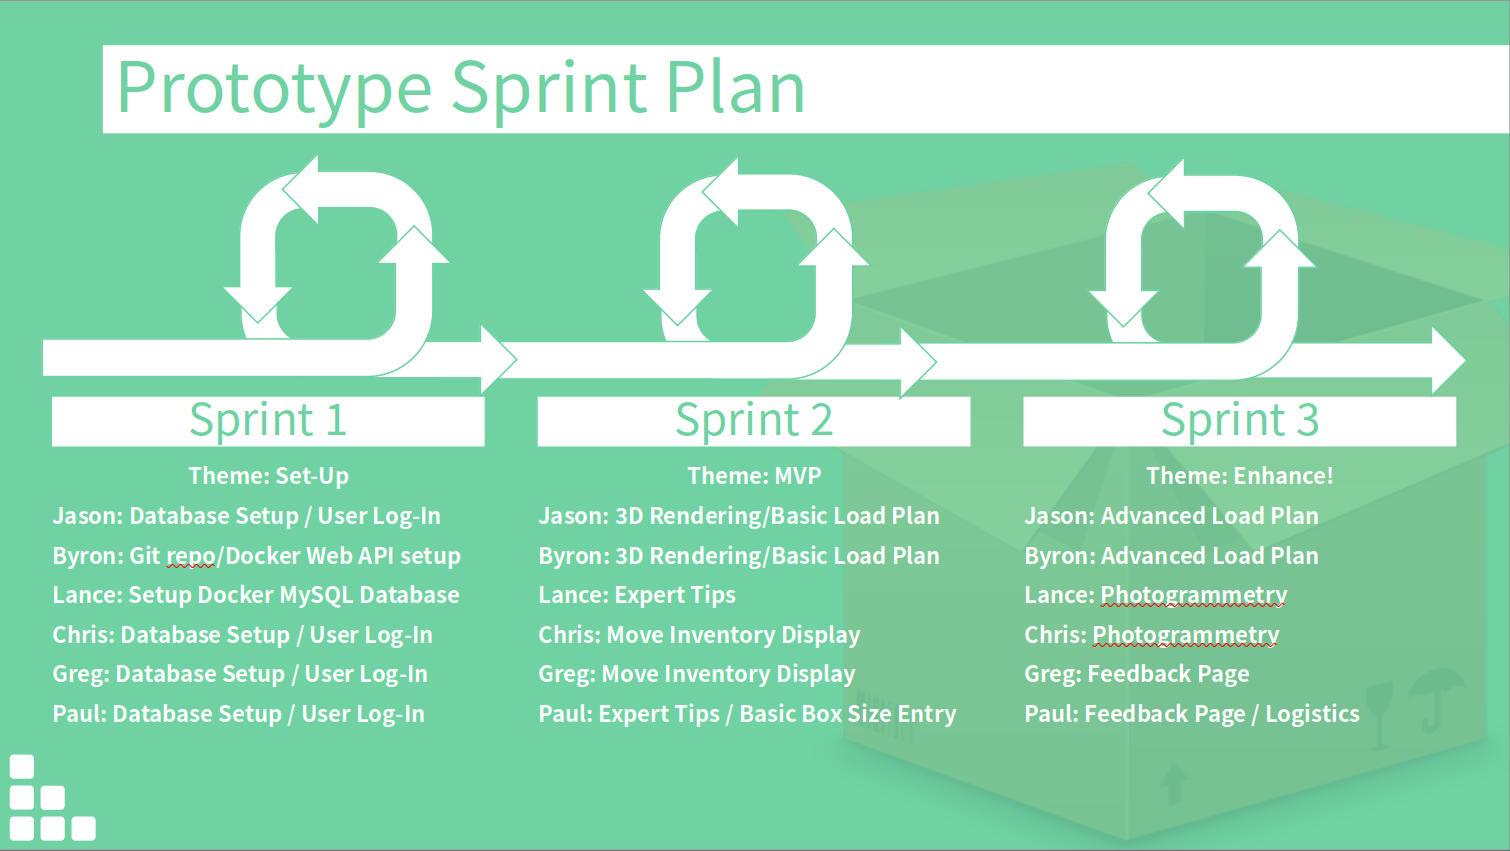 Prototype Sprint Plan
Sprint 1
Theme: Set-Up
Jason: Database Setup / User Log-In
Byron: Git repo/Docker Web API setup
Lance: Setup Docker MySQL Database
Chris: Database Setup / User Log-In
Greg: Database Setup / User Log-In
Paul: Database Setup / User Log-In
Sprint 2
Theme: MVP
Jason: 3D Rendering/Basic Load Plan
Byron: 3D Rendering/Basic Load Plan
Lance: Expert Tips
Chris: Move Inventory Display
Greg: Move Inventory Display
Paul: Expert Tips / Basic Box Size Entry
Sprint 3
Theme: Enhance!
Jason: Advanced Load Plan
Byron: Advanced Load Plan
Lance: Photogrammetry
Chris: Photogrammetry
Greg: Feedback Page
Paul: Feedback Page / Logistics